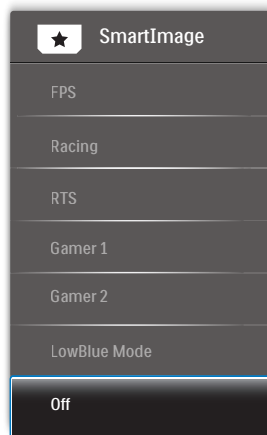 SmartImage
FPS
Racing
RTS
Gamer 1
Gamer 2
LowBlue Mode
Off